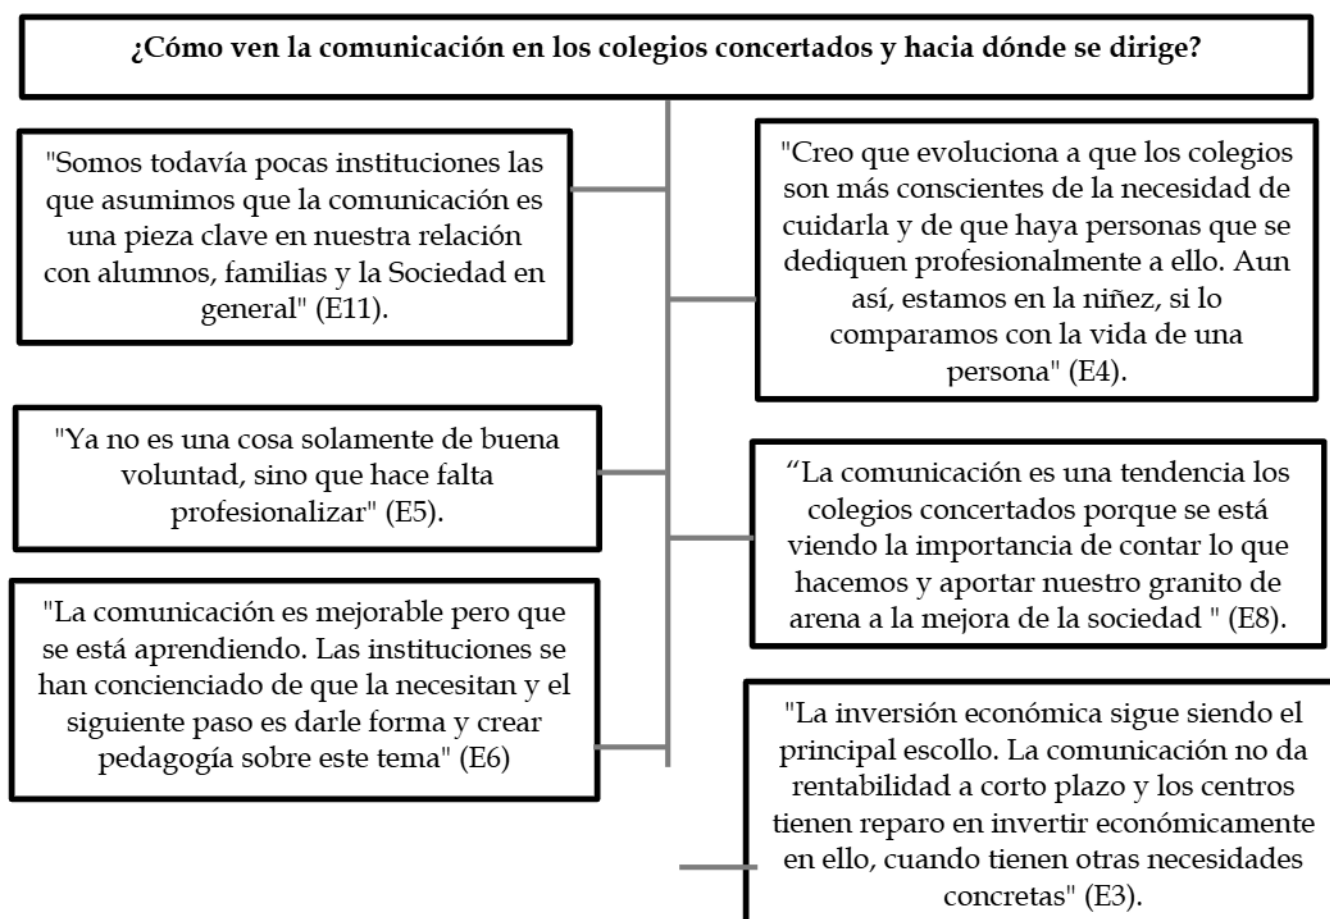 ¿Cómo ven la comunicación en los colegios concertados y hacia dónde se dirige?
"Somos todavía pocas instituciones las
que asumimos que la comunicación es
una pieza clave en nuestra relación
con alumnos, familias y la Sociedad en
general" (E11).
"Creo que evoluciona a que los colegios
son más conscientes de la necesidad de
cuidarla y de que haya personas que se
dediquen profesionalmente a ello. Aun
así, estamos en la niñez, si lo
comparamos con la vida de una
persona" (E4).
"Ya no es una cosa solamente de buena
voluntad, sino que hace falta
profesionalizar" (E5).
“La comunicación es una tendencia los
colegios concertados porque se está
viendo la importancia de contar lo que
hacemos y aportar nuestro granito de
arena a la mejora de la sociedad " (E8).
"La comunicación es mejorable pero que
se está aprendiendo. Las instituciones se
han concienciado de que la necesitan y el
siguiente paso es darle forma y crear
pedagogía sobre este tema" (E6)
"La inversión económica sigue siendo el
principal escollo. La comunicación no da
rentabilidad a corto plazo y los centros
tienen reparo en invertir económicamente
en ello, cuando tienen otras necesidades
concretas" (E3).